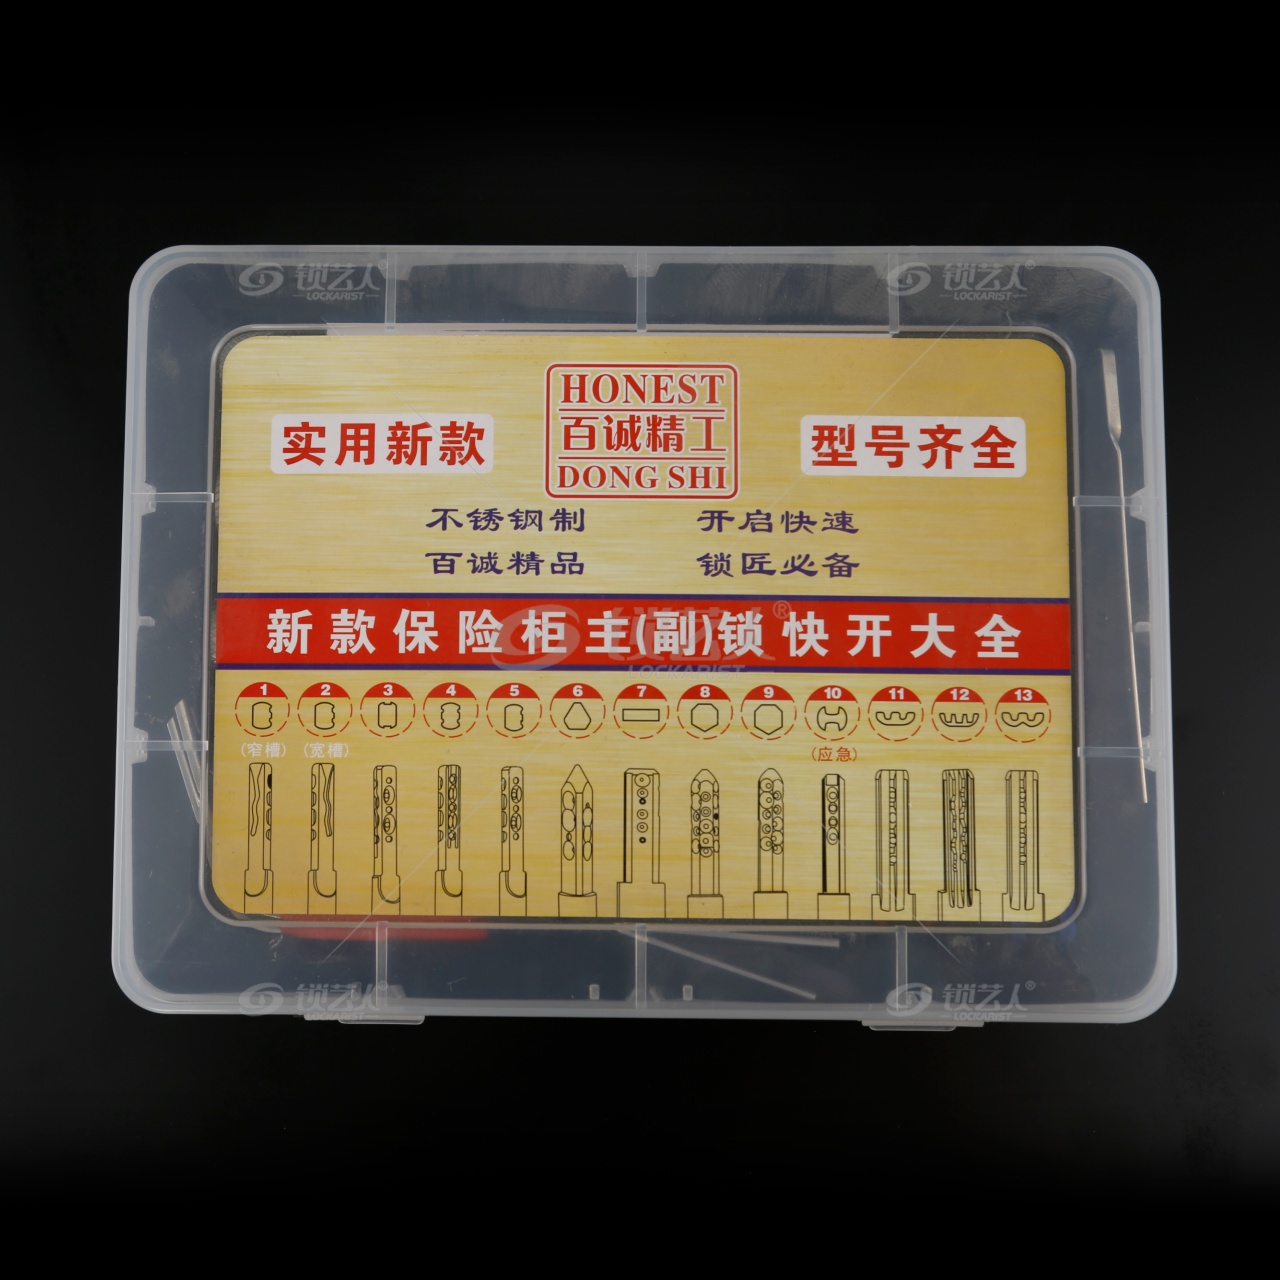 锁艺人®
LOCKARIST
锁艺人®
LOCKARIST
HONEST
百诚精工
DONG SHI
实用新款
型号齐全
不锈钢制
开启快速
百诚精品
锁匠必备
新款保险柜主(副)锁快开大全
锁艺人®
LOCKARIST
1 2 3 4 5 6 7 8 9 10 11 12 13
(窄槽) (宽槽) (应急)
锁艺人®
LOCKARIST
锁艺人®
LOCKARIST